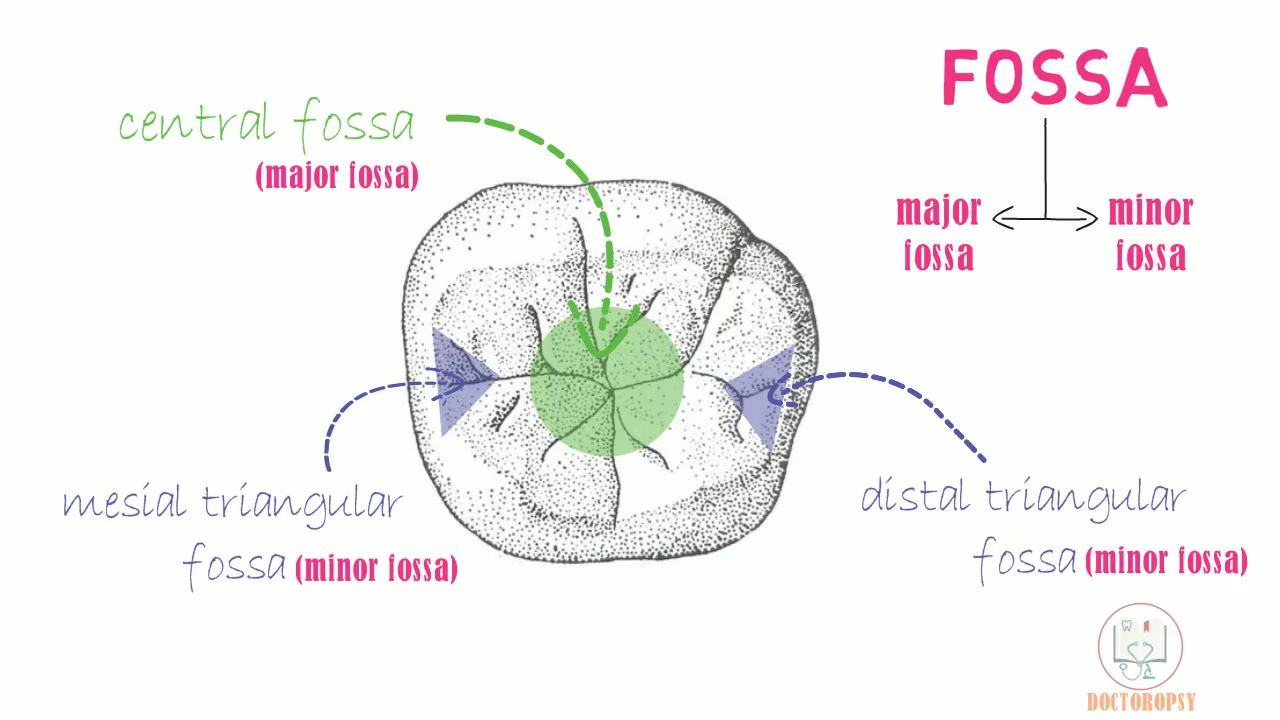 FOSSA
central fossa
(major fossa)
major
fossa
minor
fossa
mesial triangular
fossa (minor fossa)
distal triangular
fossa (minor fossa)
DOCTOROPSY